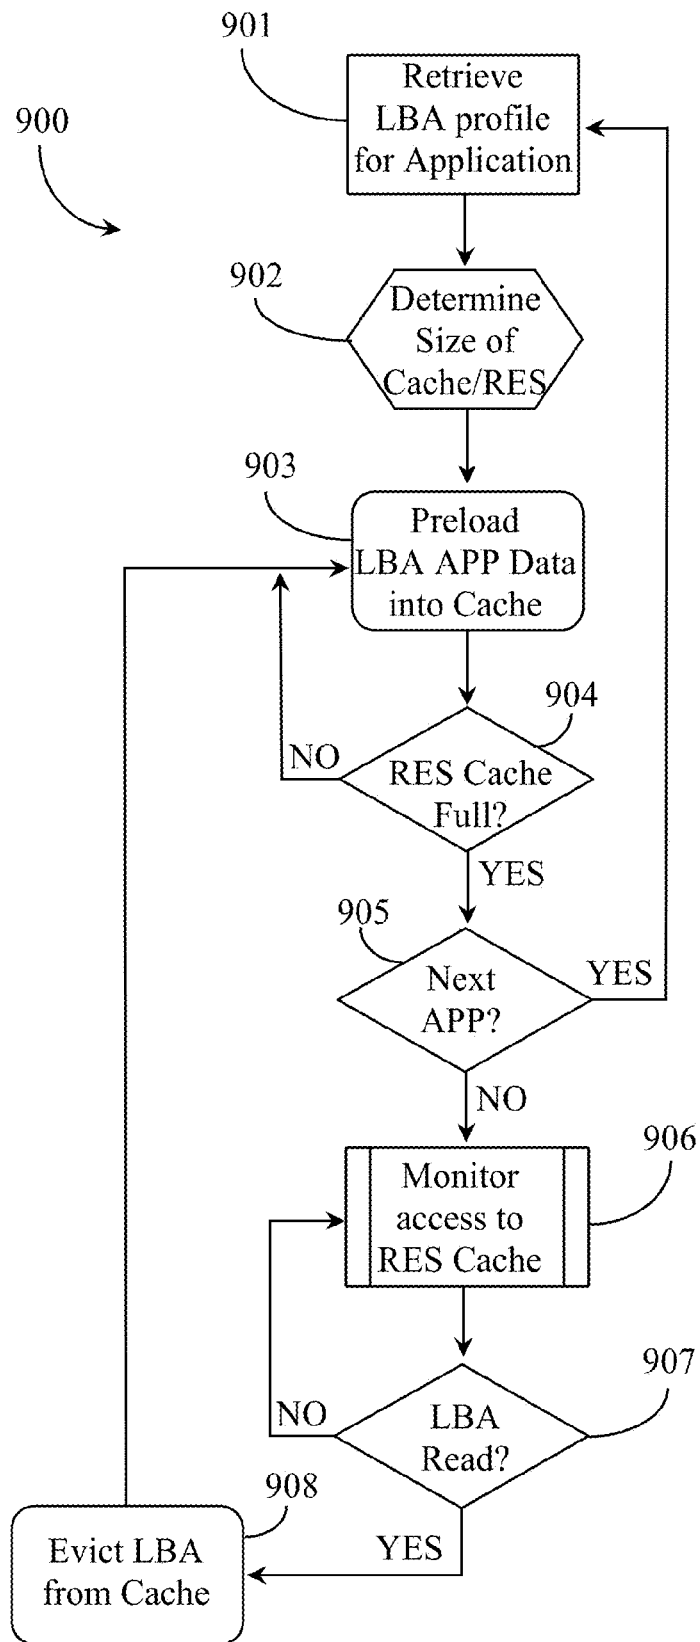 901
Retrieve
LBA profile
for Application
900
902
Determine
Size of
Cache/RES
903
Preload
LBA APP Data
into Cache
904
NO
RES Cache
Full?
YES
905
Next
APP?
YES
NO
906
Monitor
access to
RES Cache
907
NO
LBA
Read?
908
YES
Evict LBA
from Cache